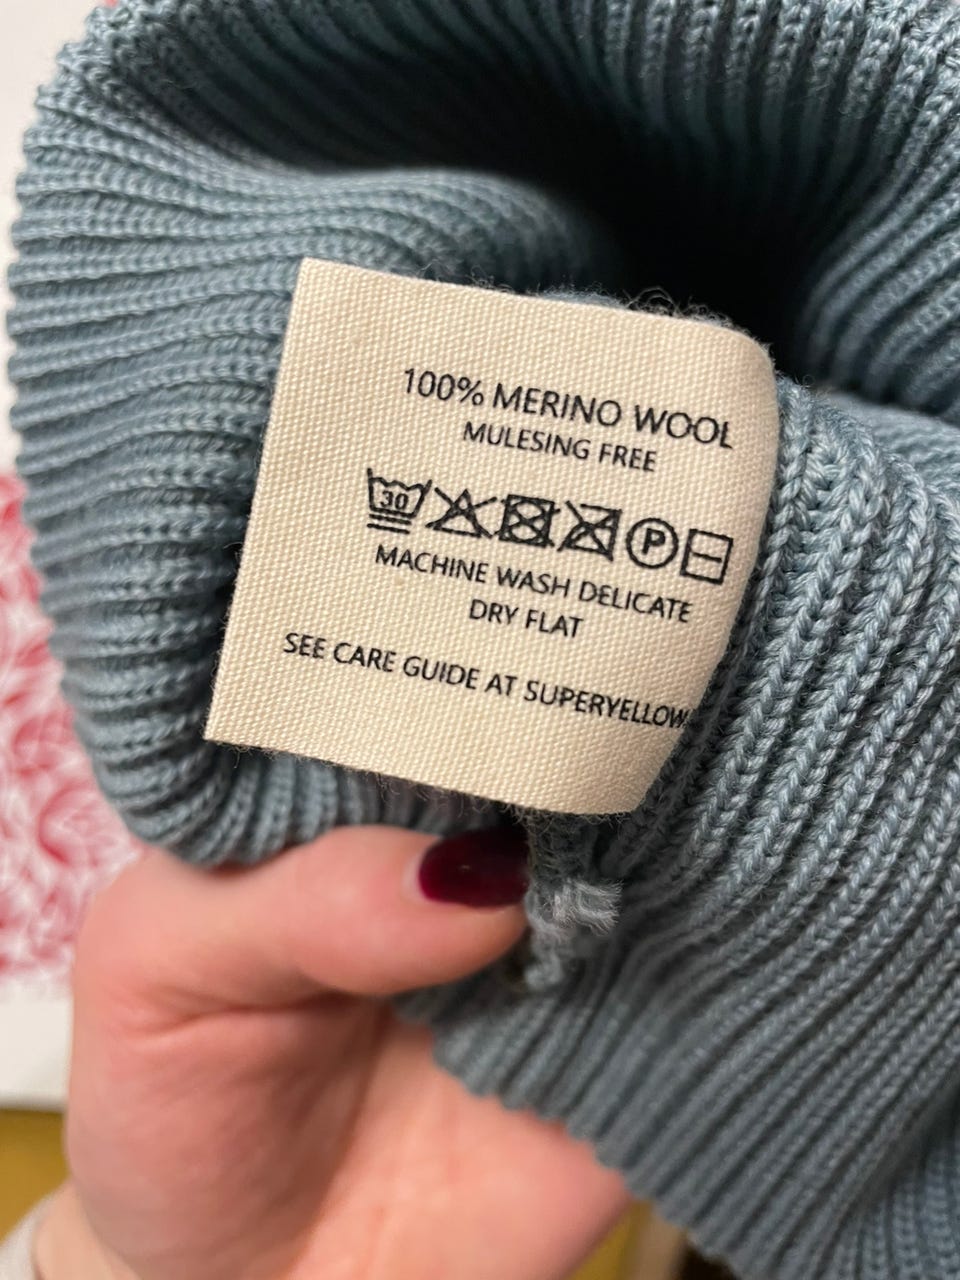 100% MERINO WOOL
MULESING FREE
30 P
MACHINE WASH DELICATE
DRY FLAT
SEE CARE GUIDE AT SUPERYELLOW.